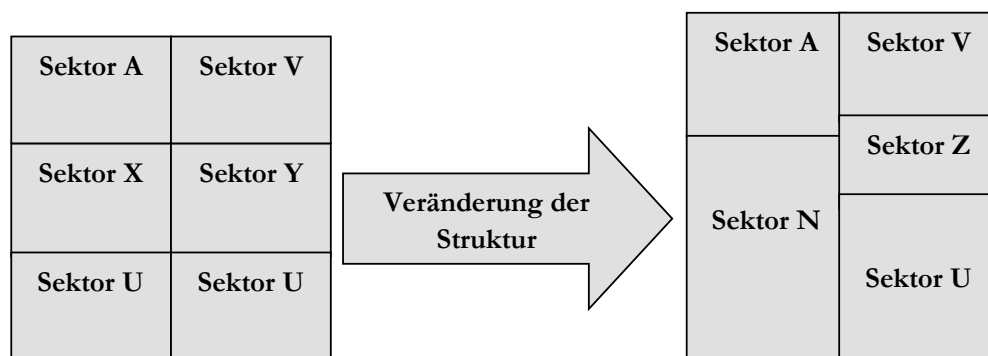 Sektor A
Sektor V
Sektor X
Sektor Y
Sektor U
Sektor U
Veränderung der
Struktur
Sektor A
Sektor V
Sektor Z
Sektor N
Sektor U